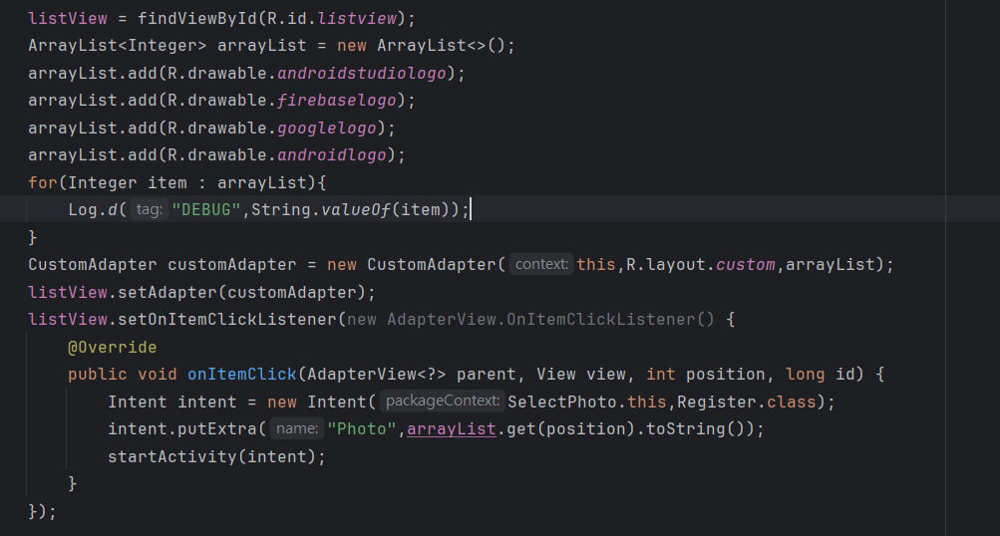 listView = findViewById(R.id.listview);
ArrayList<Integer> arrayList = new ArrayList<>();
arrayList.add(R.drawable.androidstudiologo);
arrayList.add(R.drawable.firebaselogo);
arrayList.add(R.drawable.googlelogo);
arrayList.add(R.drawable.androidlogo);
for(Integer item : arrayList){
    Log.d( tag: "DEBUG",String.valueOf(item));
}
CustomAdapter customAdapter = new CustomAdapter( context: this,R.layout.custom,arrayList);
listView.setAdapter(customAdapter);
listView.setOnItemClickListener(new AdapterView.OnItemClickListener() {
    @Override
    public void onItemClick(AdapterView<?> parent, View view, int position, long id) {
        Intent intent = new Intent( packageContext: SelectPhoto.this,Register.class);
        intent.putExtra( name: "Photo",arrayList.get(position).toString());
        startActivity(intent);
    }
});